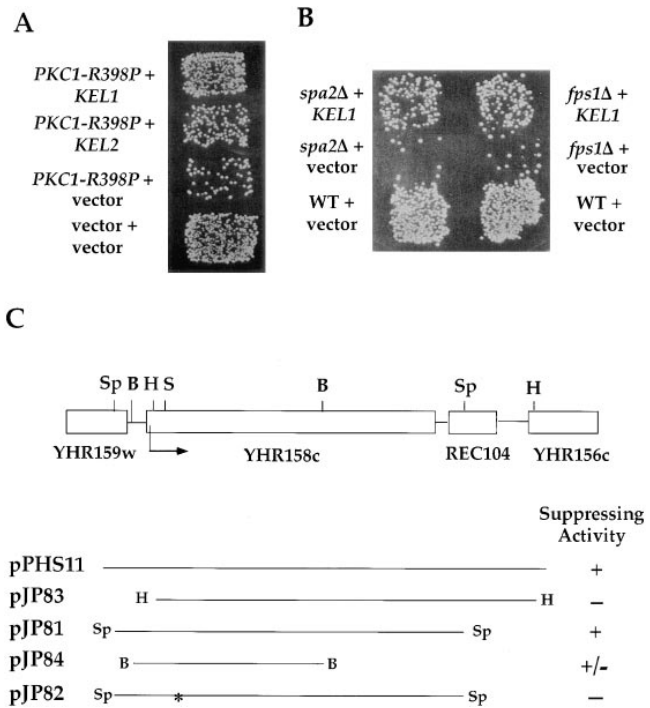 A
PKC1-R398P +
KEL1
PKC1-R398P +
KEL2
PKC1-R398P +
vector
vector +
vector
B
spa2Δ +
KEL1
spa2Δ +
vector
WT +
vector
fps1Δ +
KEL1
fps1Δ +
vector
WT +
vector
C
Sp B H S B Sp H
YHR159w YHR158c REC104 YHR156c
Suppressing
Activity
pPHS11 +
pJP83 H H −
pJP81 Sp Sp +
pJP84 B B +/-
pJP82 Sp * Sp −